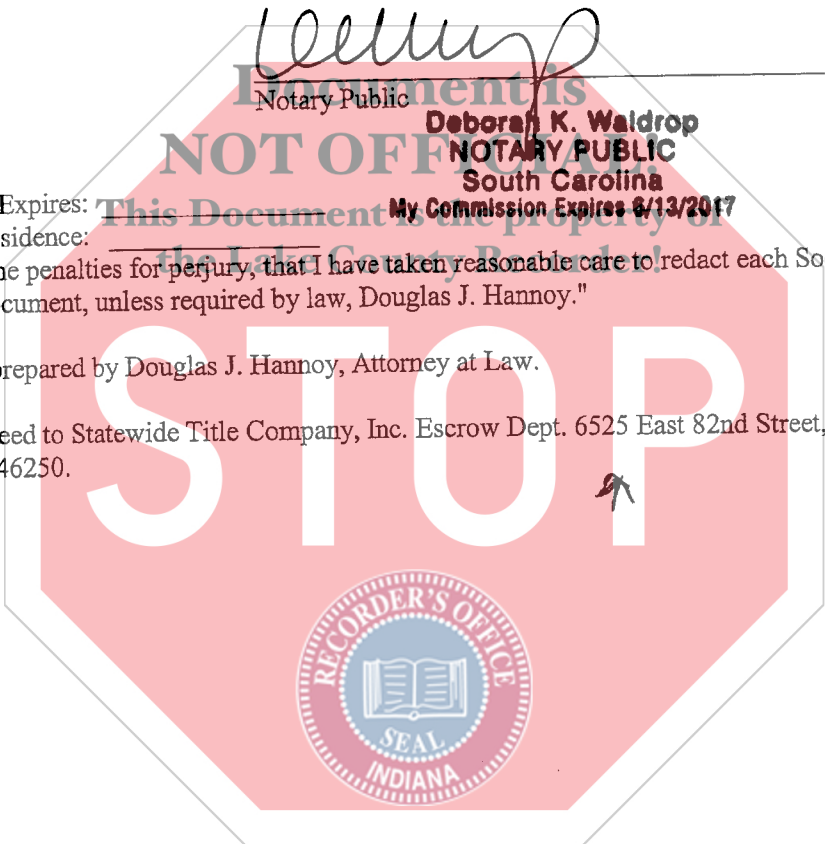 Document is
Notary Public
NOT OFFICIAL!
Deborah K. Waldrop
NOTARY PUBLIC
South Carolina
My Commission Expires 6/13/2017
Expires:
This Document is the property of
sidence:
the Lake County Recorder!
ne penalties for perjury, that I have taken reasonable care to redact each So
cument, unless required by law, Douglas J. Hannoy."
prepared by Douglas J. Hannoy, Attorney at Law.
eed to Statewide Title Company, Inc. Escrow Dept. 6525 East 82nd Street,
46250.
STOP
RECORDER'S OFFICE
SEAL
INDIANA